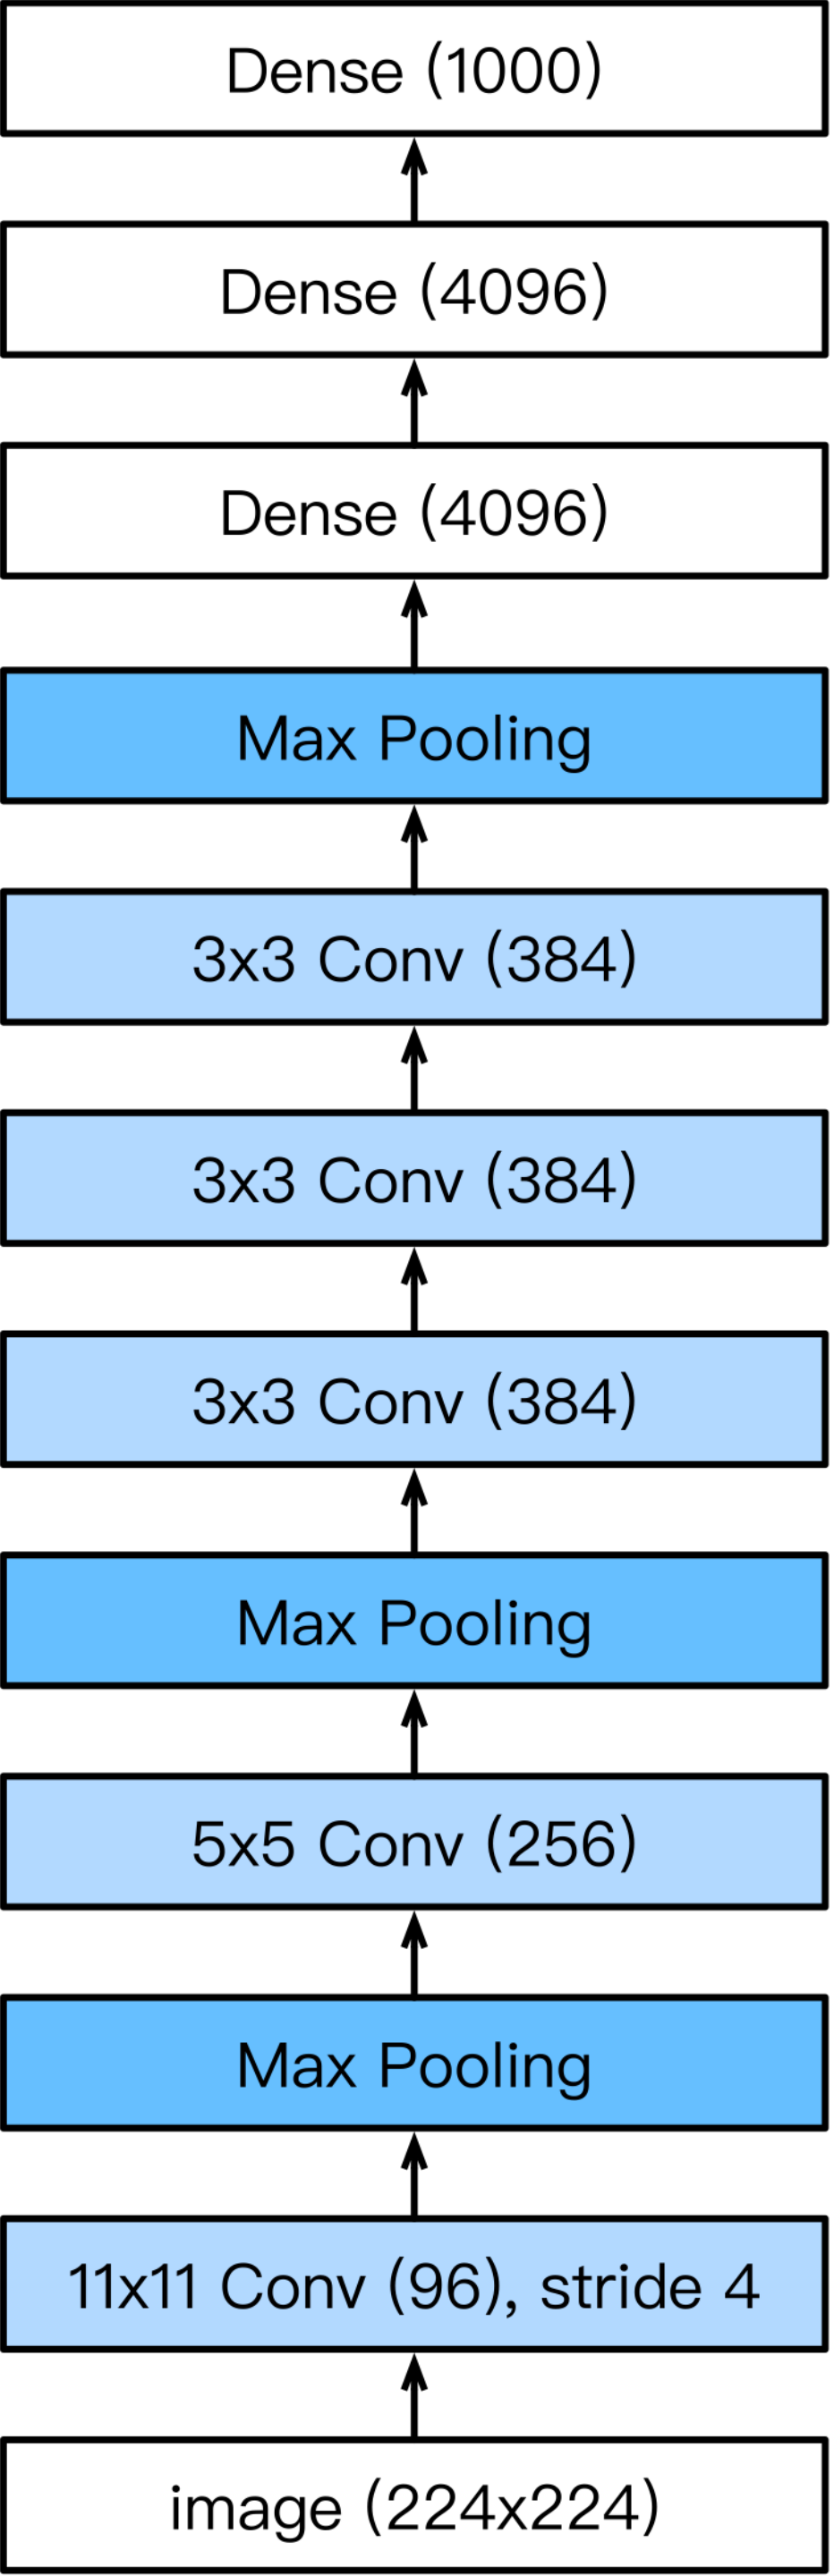 Dense (1000)
Dense (4096)
Dense (4096)
Max Pooling
3x3 Conv (384)
3x3 Conv (384)
3x3 Conv (384)
Max Pooling
5x5 Conv (256)
Max Pooling
11x11 Conv (96), stride 4
image (224x224)